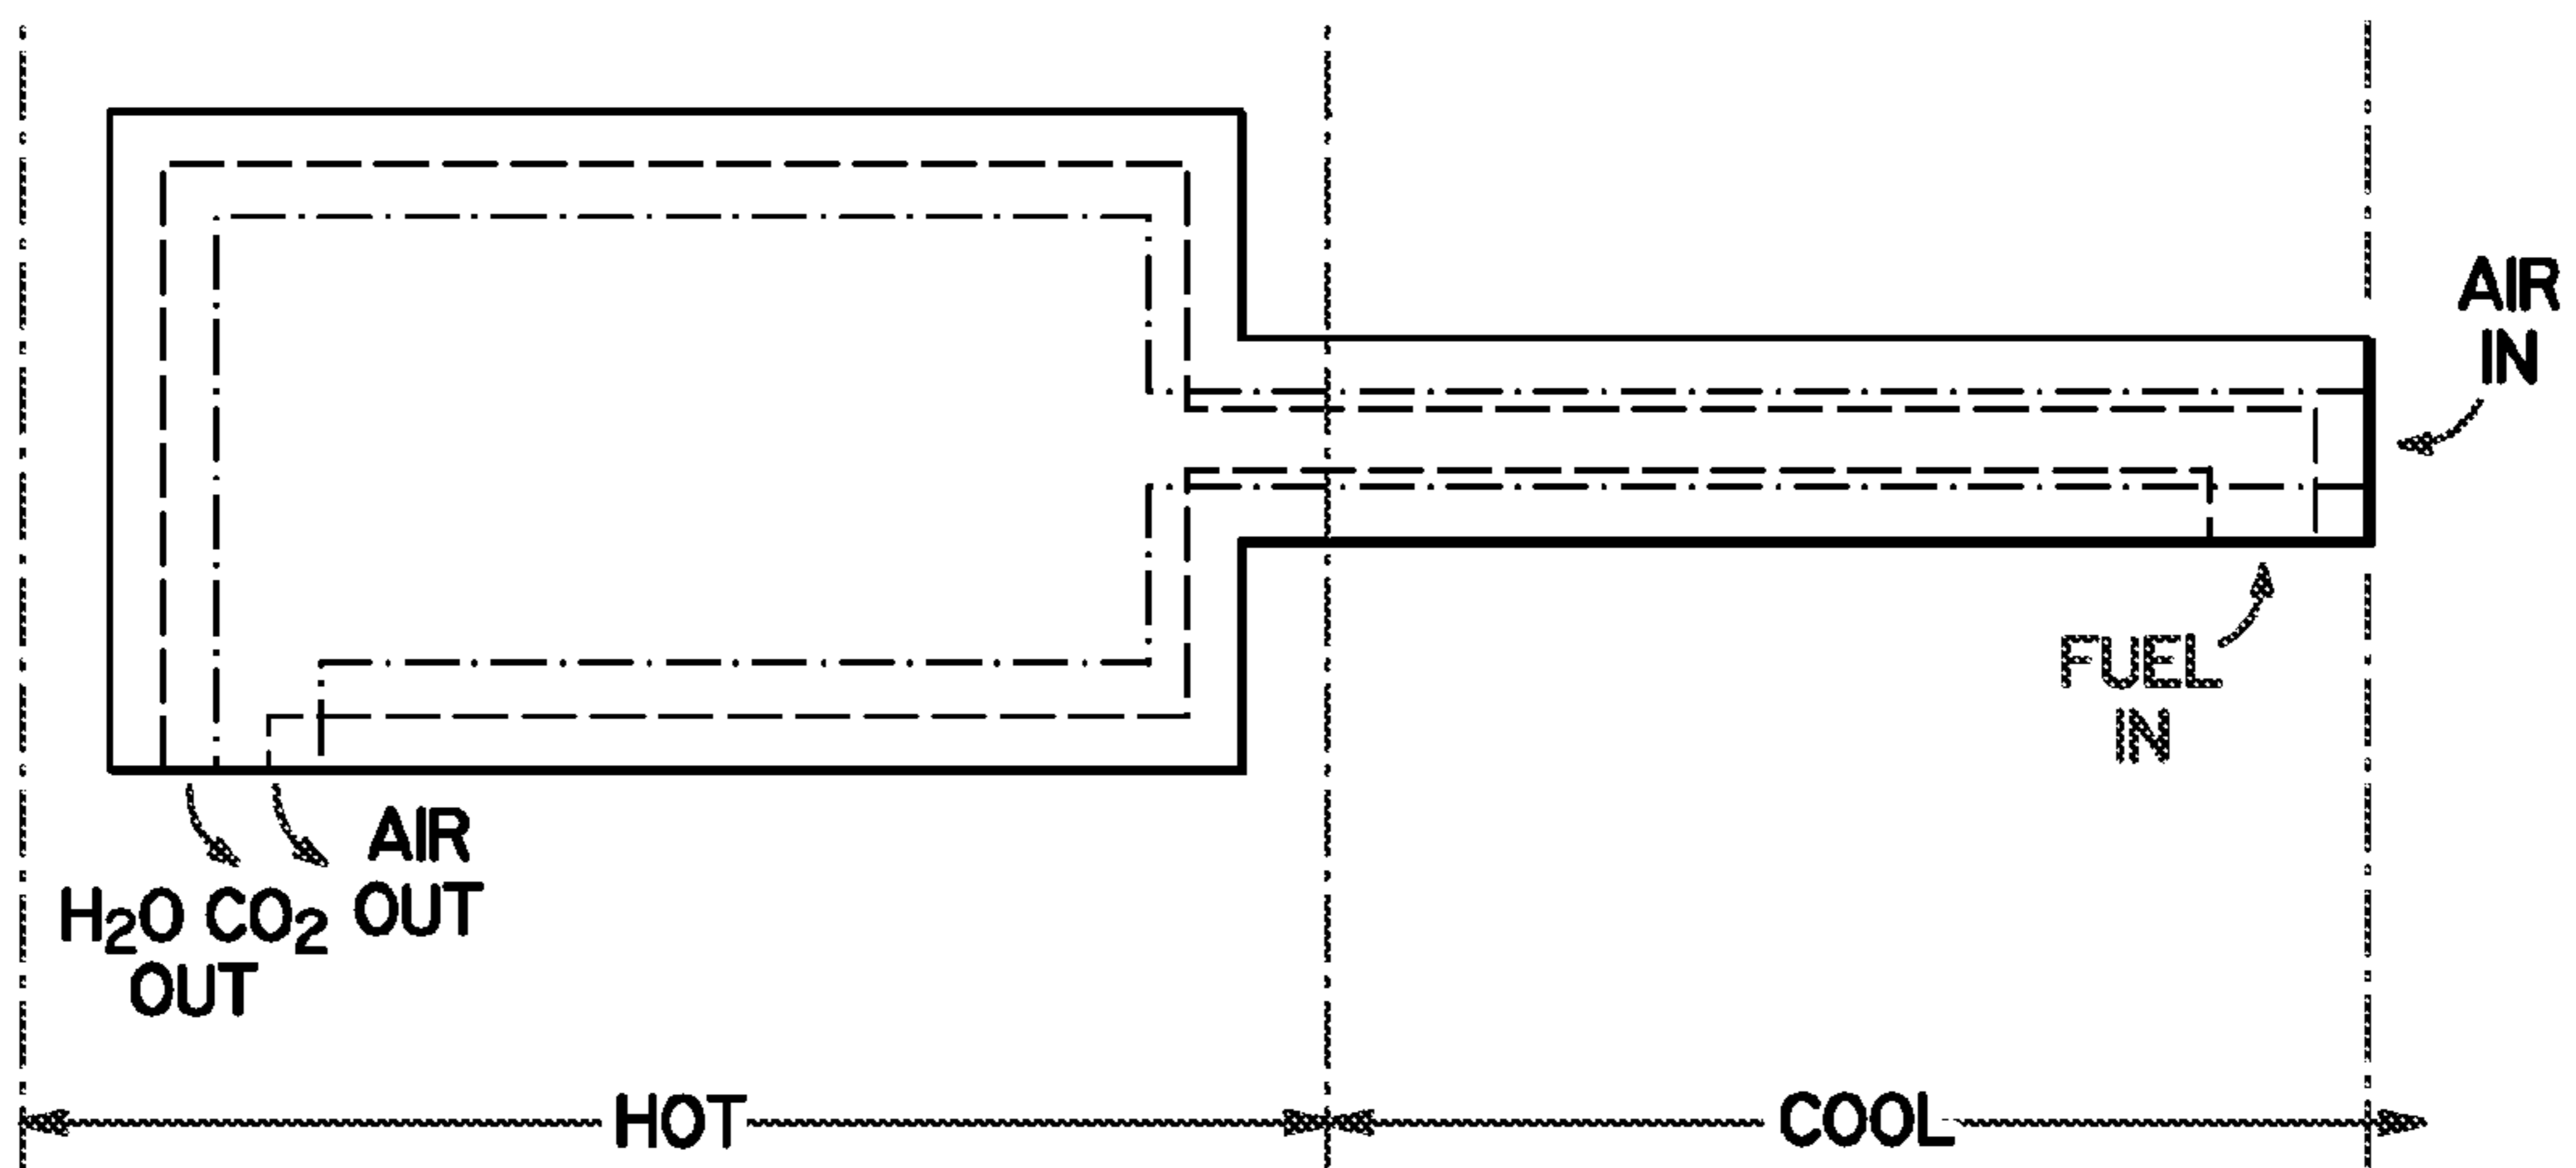 AIR
IN
FUEL
IN
AIR
OUT
H₂O CO₂
OUT
HOT
COOL